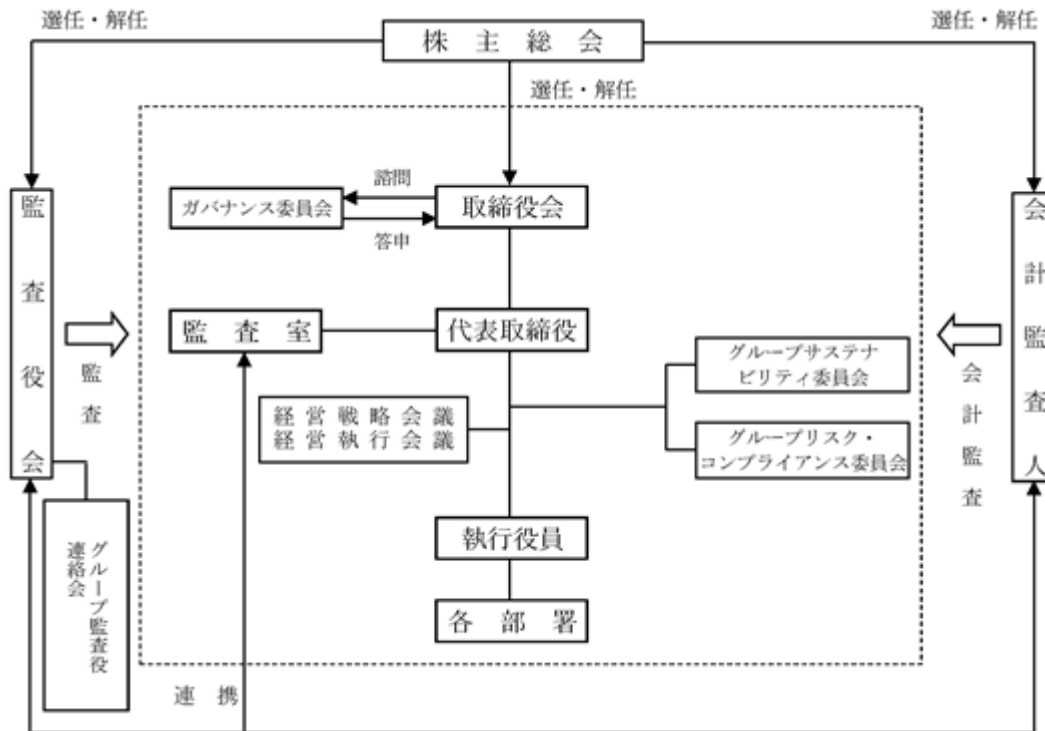 選任・解任
選任・解任
株主総会
選任・解任
諮問
ガバナンス委員会
取締役会
答申
監査役会
会計監査人
監査室
代表取締役
監査
会計監査
グループサステナ
ビリティ委員会
経営戦略会議
経営執行会議
グループリスク・
コンプライアンス委員会
執行役員
グループ監査役
連絡会
各部署
連携